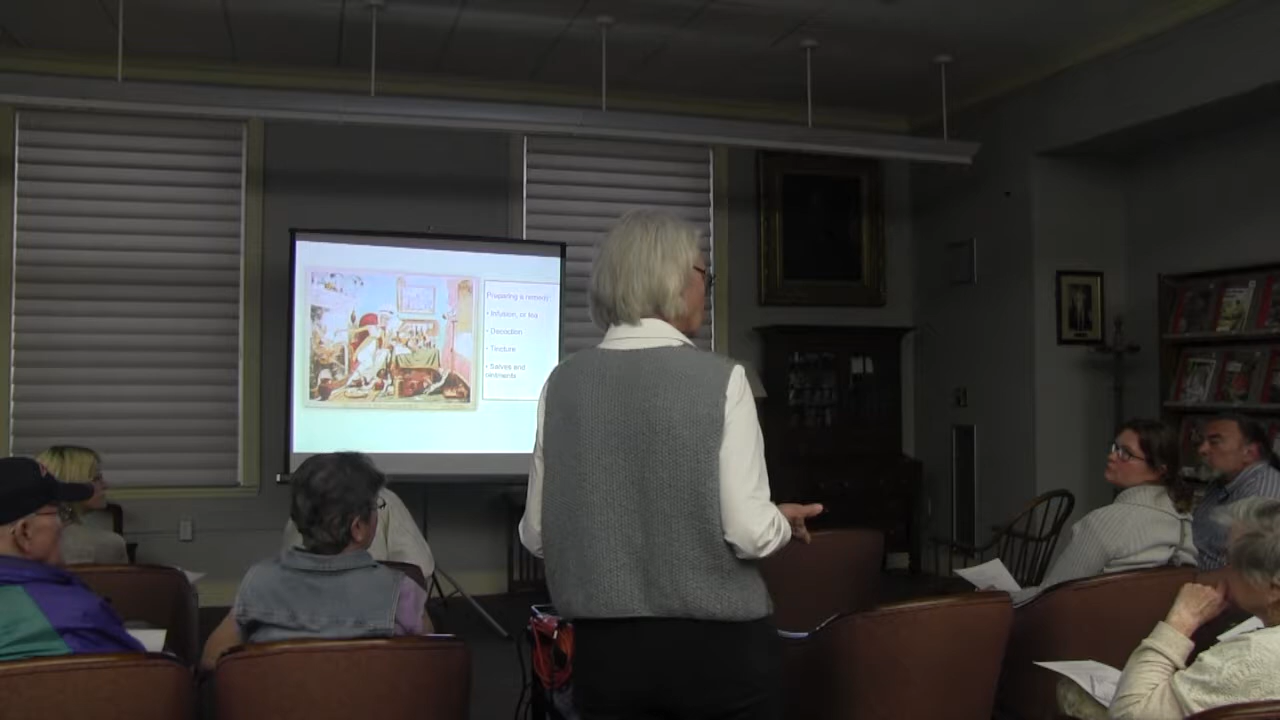 Preparing a remedy:
• Infusion, or tea
• Decoction
• Tincture
• Salves and
ointments